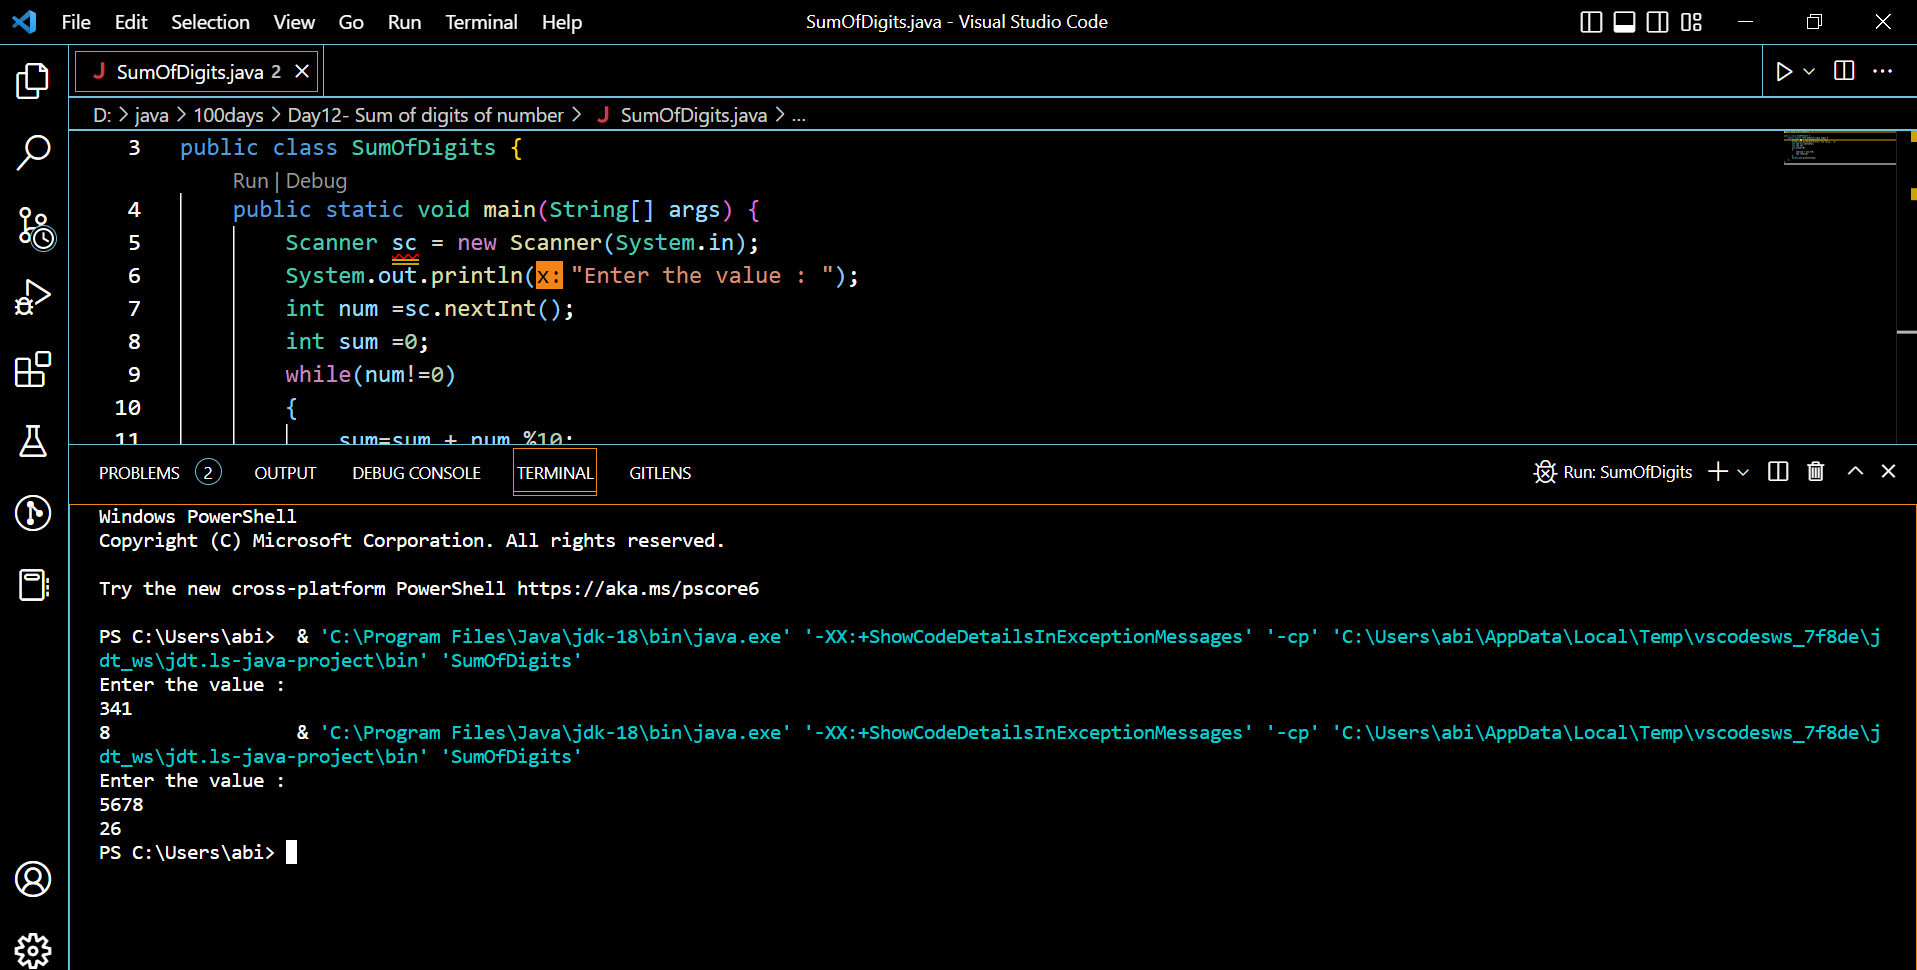 File Edit Selection View Go Run Terminal Help SumOfDigits.java - Visual Studio Code
J SumOfDigits.java 2
D: > java > 100days > Day12- Sum of digits of number > J SumOfDigits.java > ...
3 public class SumOfDigits {
Run | Debug
4 public static void main(String[] args) {
5 Scanner sc = new Scanner(System.in);
6 System.out.println(x: "Enter the value : ");
7 int num =sc.nextInt();
8 int sum =0;
9 while(num!=0)
10 {
11 sum=sum + num %10;
PROBLEMS 2 OUTPUT DEBUG CONSOLE TERMINAL GITLENS Run: SumOfDigits
Windows PowerShell
Copyright (C) Microsoft Corporation. All rights reserved.
Try the new cross-platform PowerShell https://aka.ms/pscore6
PS C:\Users\abi>  & 'C:\Program Files\Java\jdk-18\bin\java.exe' '-XX:+ShowCodeDetailsInExceptionMessages' '-cp' 'C:\Users\abi\AppData\Local\Temp\vscodesws_7f8de\j
dt_ws\jdt.ls-java-project\bin' 'SumOfDigits'
Enter the value :
341
8 & 'C:\Program Files\Java\jdk-18\bin\java.exe' '-XX:+ShowCodeDetailsInExceptionMessages' '-cp' 'C:\Users\abi\AppData\Local\Temp\vscodesws_7f8de\j
dt_ws\jdt.ls-java-project\bin' 'SumOfDigits'
Enter the value :
5678
26
PS C:\Users\abi>